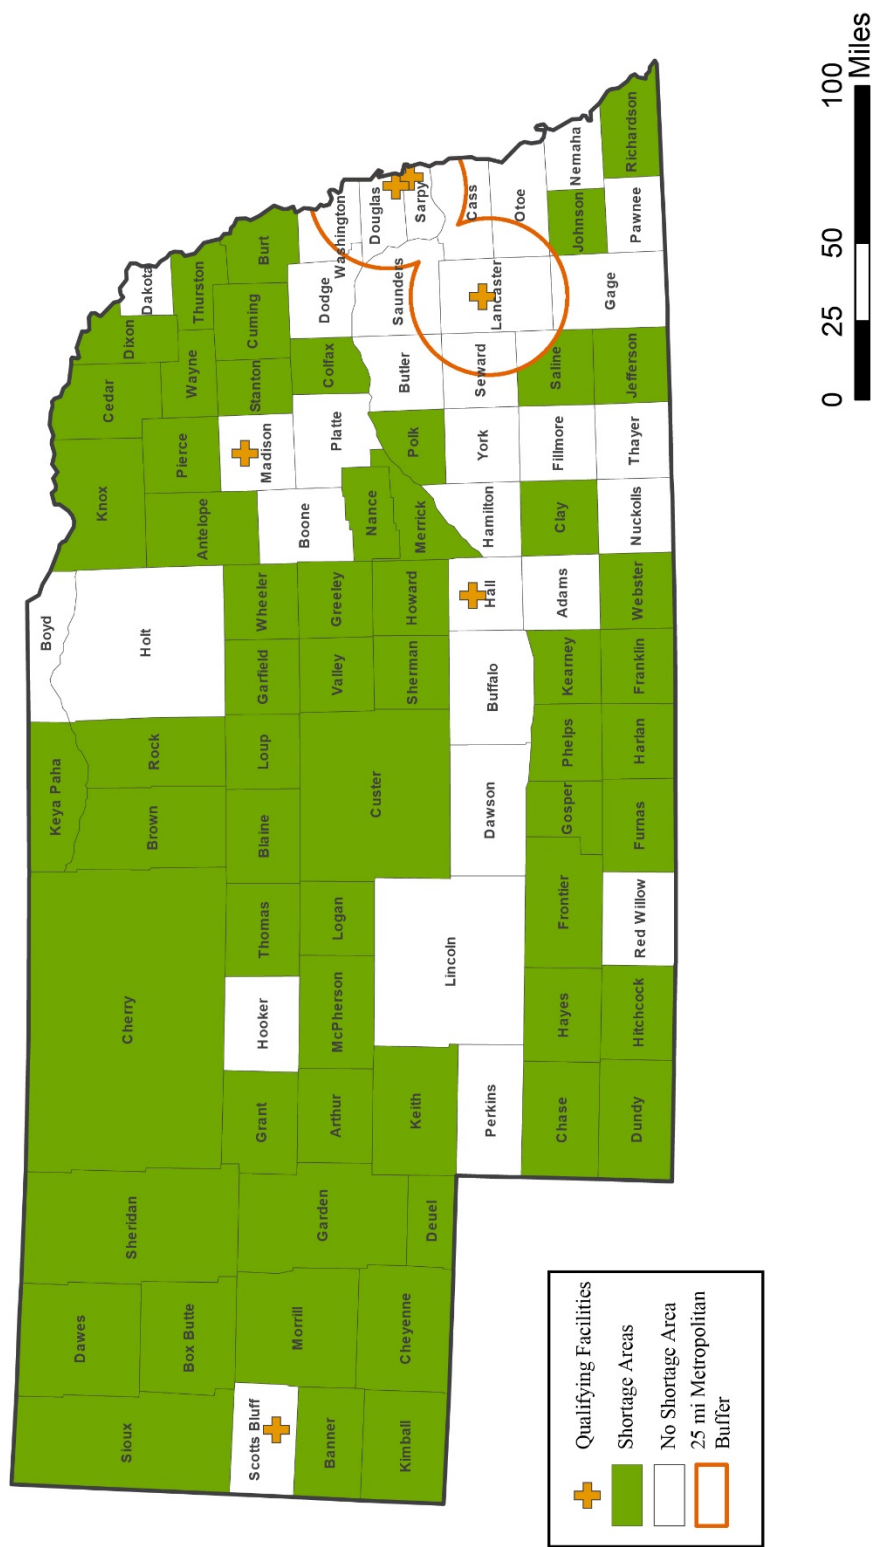 Sioux
Dawes
Box Butte
Sheridan
Scotts Bluff
Banner
Kimball
Morrill
Cheyenne
Garden
Deuel
Cherry
Grant
Hooker
Thomas
Arthur
McPherson
Logan
Keith
Lincoln
Perkins
Chase
Hayes
Frontier
Dundy
Hitchcock
Red Willow
Keya Paha
Brown
Rock
Boyd
Holt
Blaine
Loup
Garfield
Wheeler
Custer
Valley
Greeley
Sherman
Howard
Dawson
Buffalo
Hall
Gosper
Phelps
Kearney
Adams
Furnas
Harlan
Franklin
Webster
Knox
Cedar
Dixon
Dakota
Antelope
Pierce
Wayne
Thurston
Madison
Stanton
Cuming
Burt
Boone
Platte
Colfax
Dodge
Washington
Nance
Merrick
Polk
Butler
Saunders
Douglas
Sarpy
Hamilton
York
Seward
Lancaster
Cass
Otoe
Clay
Fillmore
Saline
Gage
Johnson
Nemaha
Nuckolls
Thayer
Jefferson
Pawnee
Richardson
Qualifying Facilities
Shortage Areas
No Shortage Area
25 mi Metropolitan
Buffer
0 25 50 100
Miles